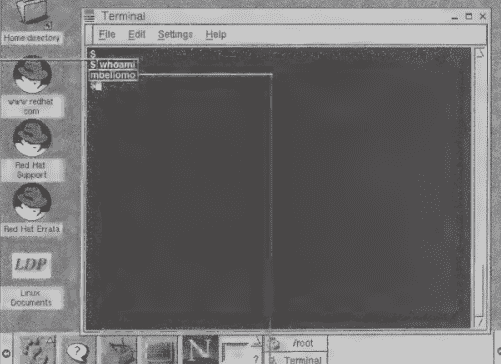 Terminal
File Edit Settings Help
$
$ whoami
mbellomo
$
Home directory
www.redhat.com
Red Hat
Support
Red Hat Errata
LDP
Linux
Documents
N
?
/root
Terminal